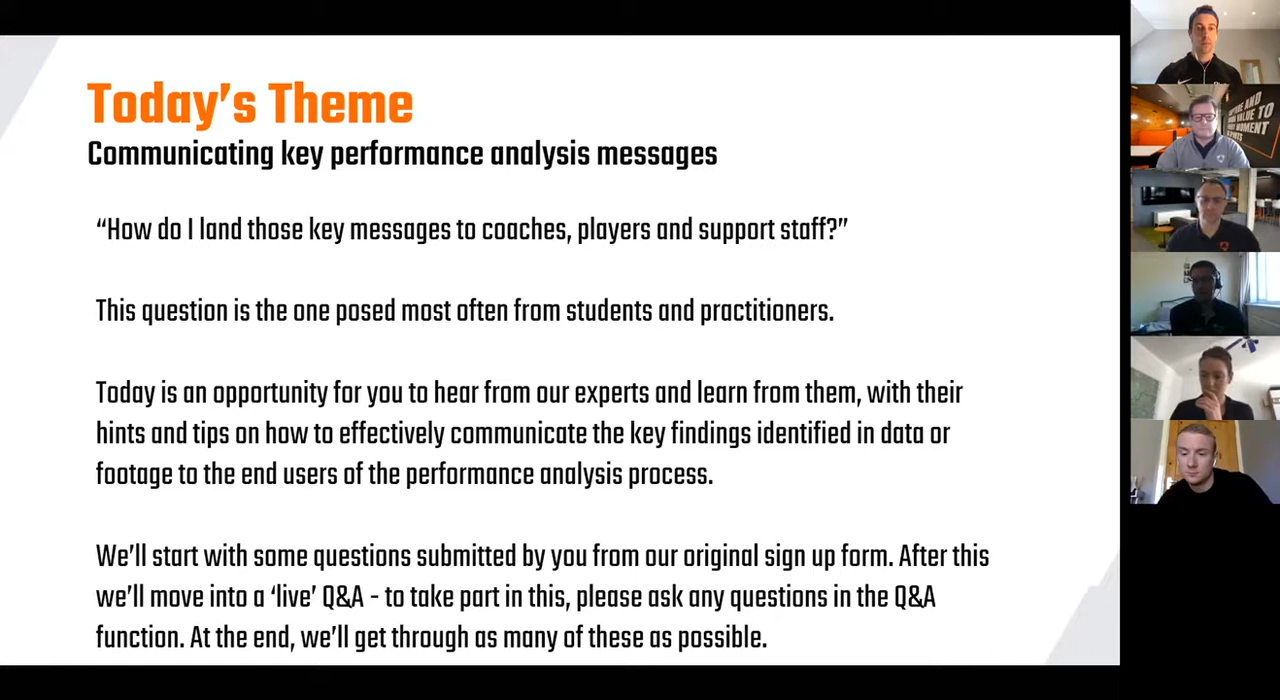 Today's Theme
Communicating key performance analysis messages
“How do I land those key messages to coaches, players and support staff?”
This question is the one posed most often from students and practitioners.
Today is an opportunity for you to hear from our experts and learn from them, with their
hints and tips on how to effectively communicate the key findings identified in data or
footage to the end users of the performance analysis process.
We'll start with some questions submitted by you from our original sign up form. After this
we'll move into a ‘live’ Q&A - to take part in this, please ask any questions in the Q&A
function. At the end, we'll get through as many of these as possible.
AND
VALUE TO
MOMENT